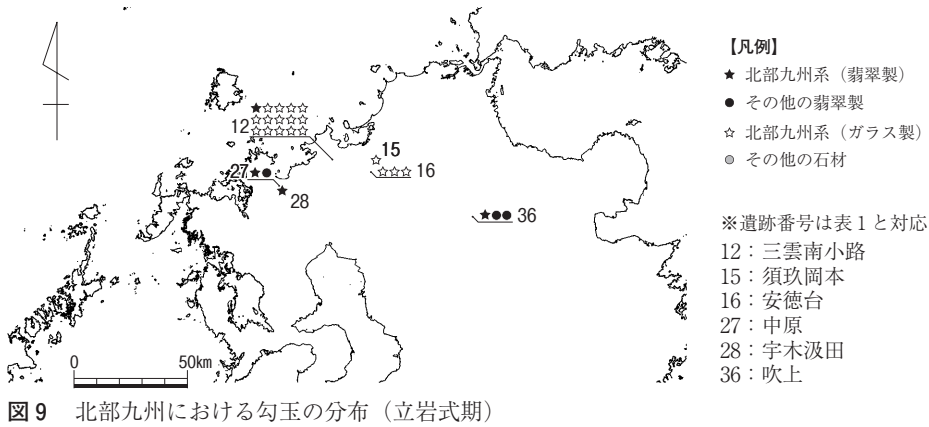 【凡例】
★ 北部九州系（翡翠製）
● その他の翡翠製
☆ 北部九州系（ガラス製）
● その他の石材
12
15
16
27
28
36
※遺跡番号は表１と対応
12：三雲南小路
15：須玖岡本
16：安徳台
27：中原
28：宇木汲田
36：吹上
0 50km
図９ 北部九州における勾玉の分布（立岩式期）